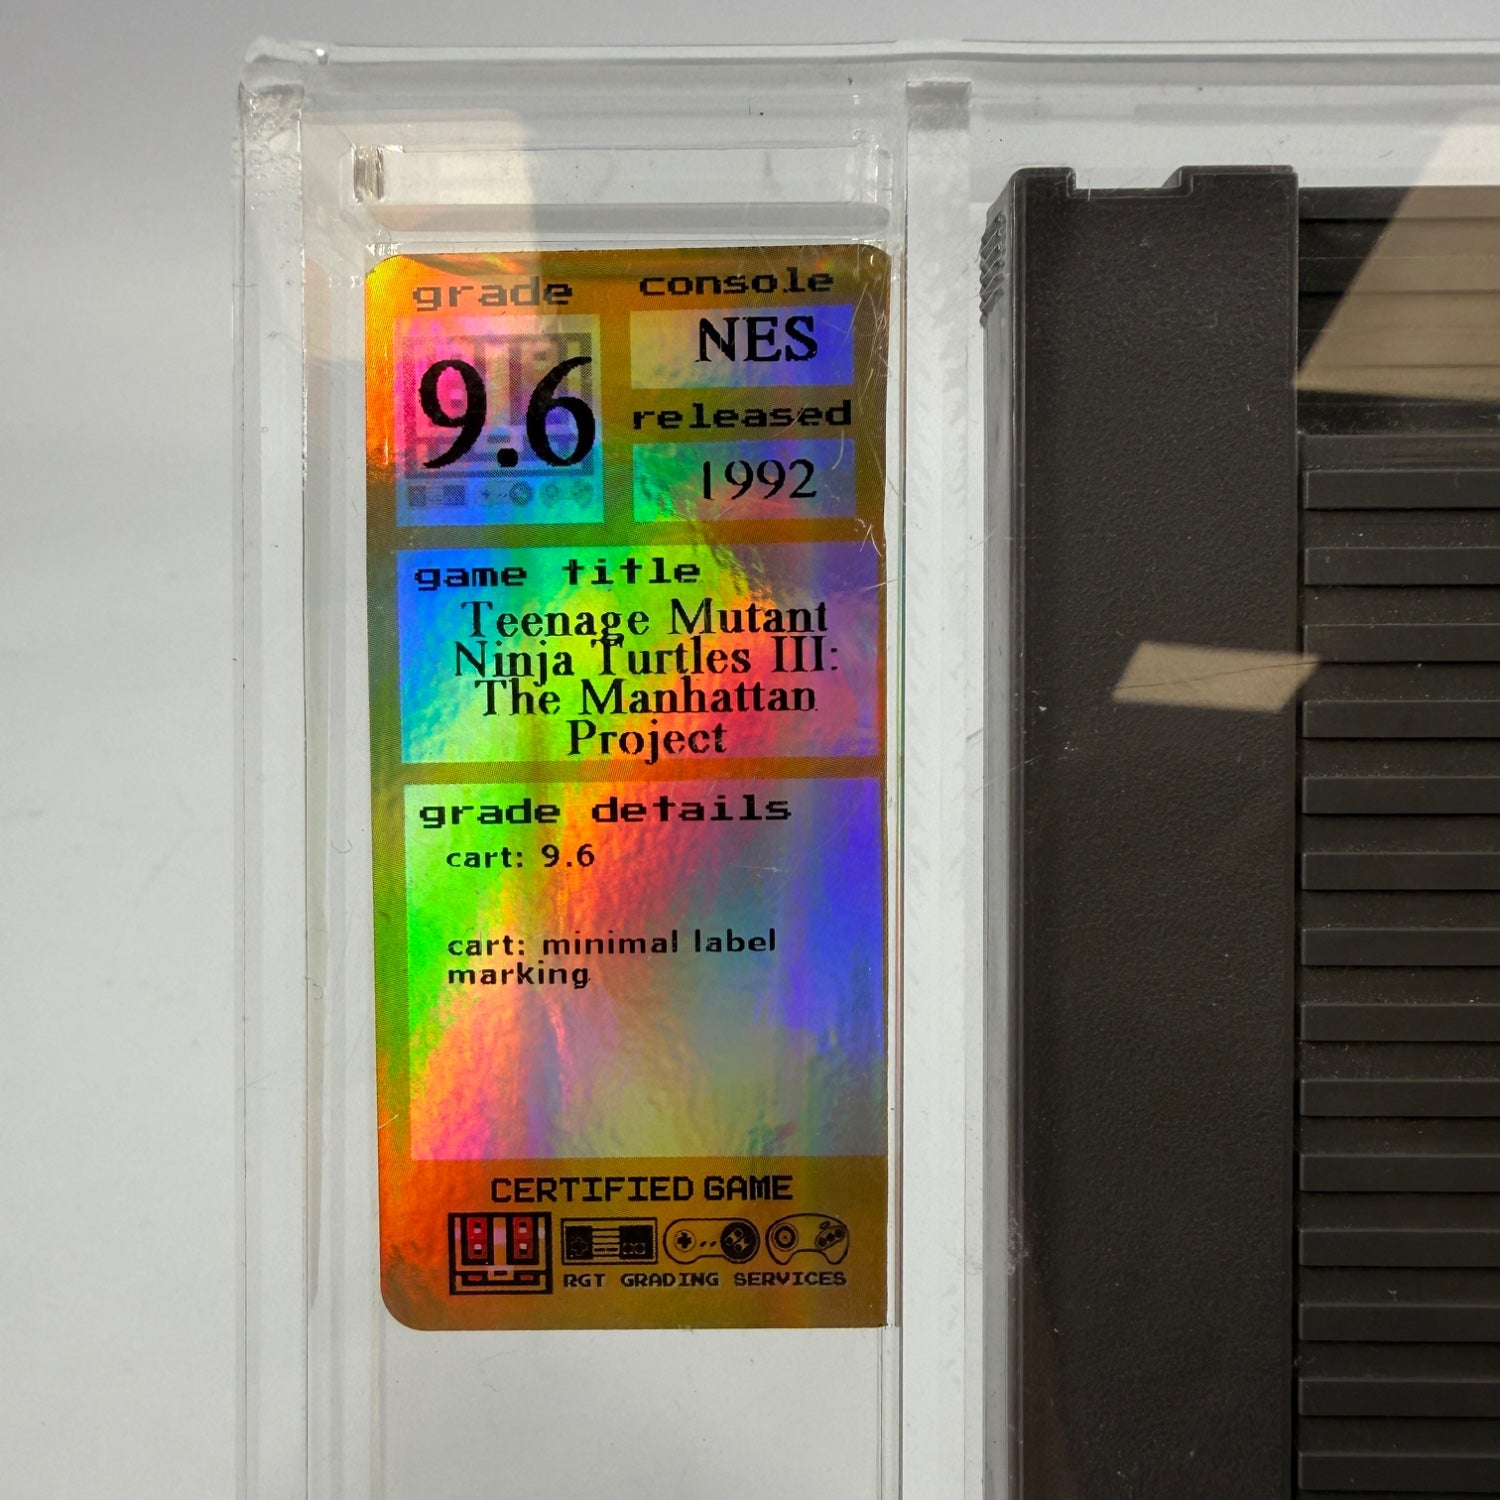 grade
9.6
console
NES
released
1992
game title
Teenage Mutant
Ninja Turtles III:
The Manhattan
Project
grade details
cart: 9.6
cart: minimal label
marking
CERTIFIED GAME
RGT GRADING SERVICES